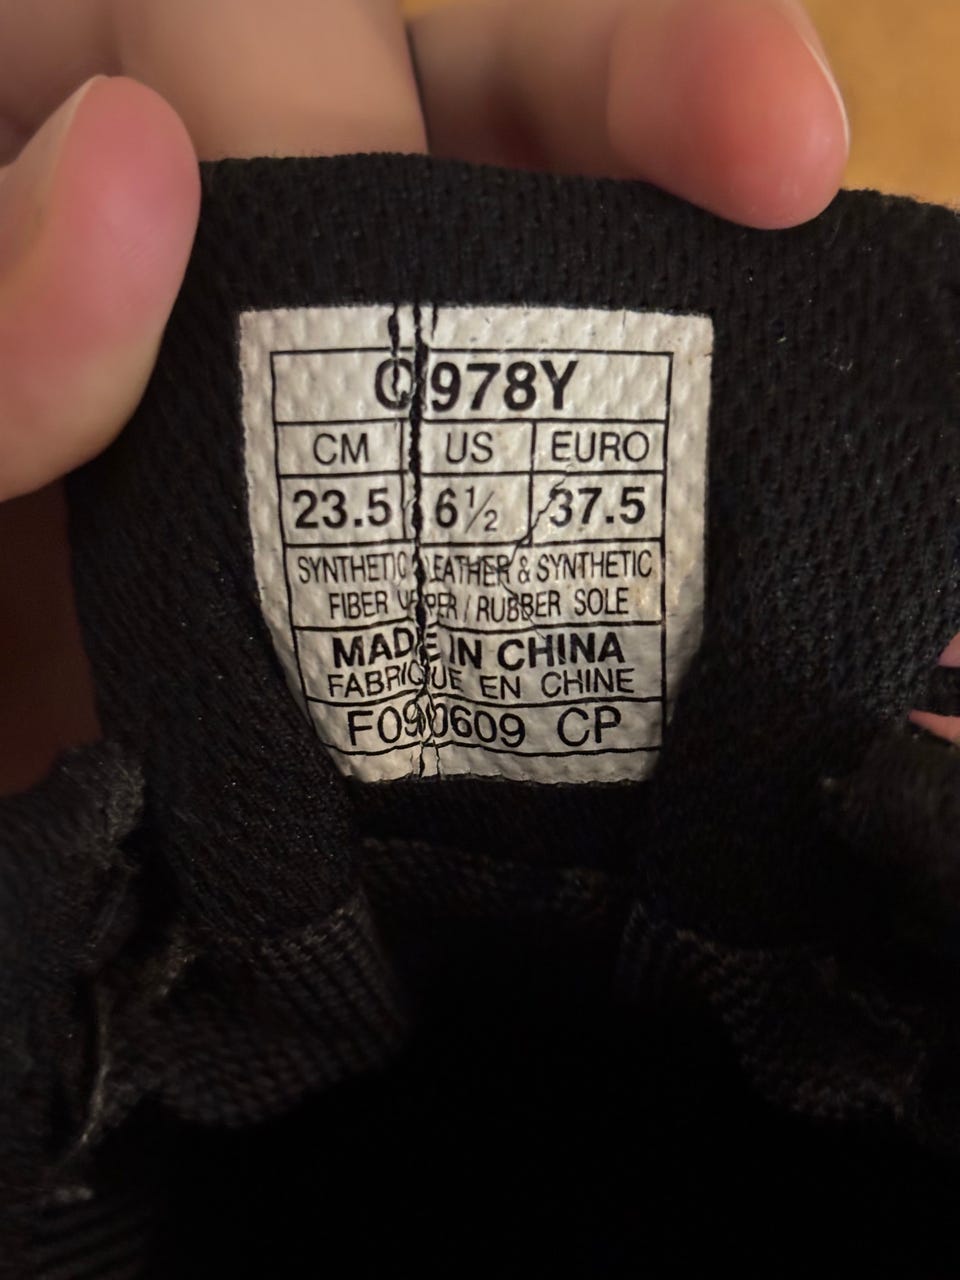 Q978Y
CM US EURO
23.5 6½ 37.5
SYNTHETIC LEATHER & SYNTHETIC
FIBER UPPER / RUBBER SOLE
MADE IN CHINA
FABRIQUE EN CHINE
F090609 CP